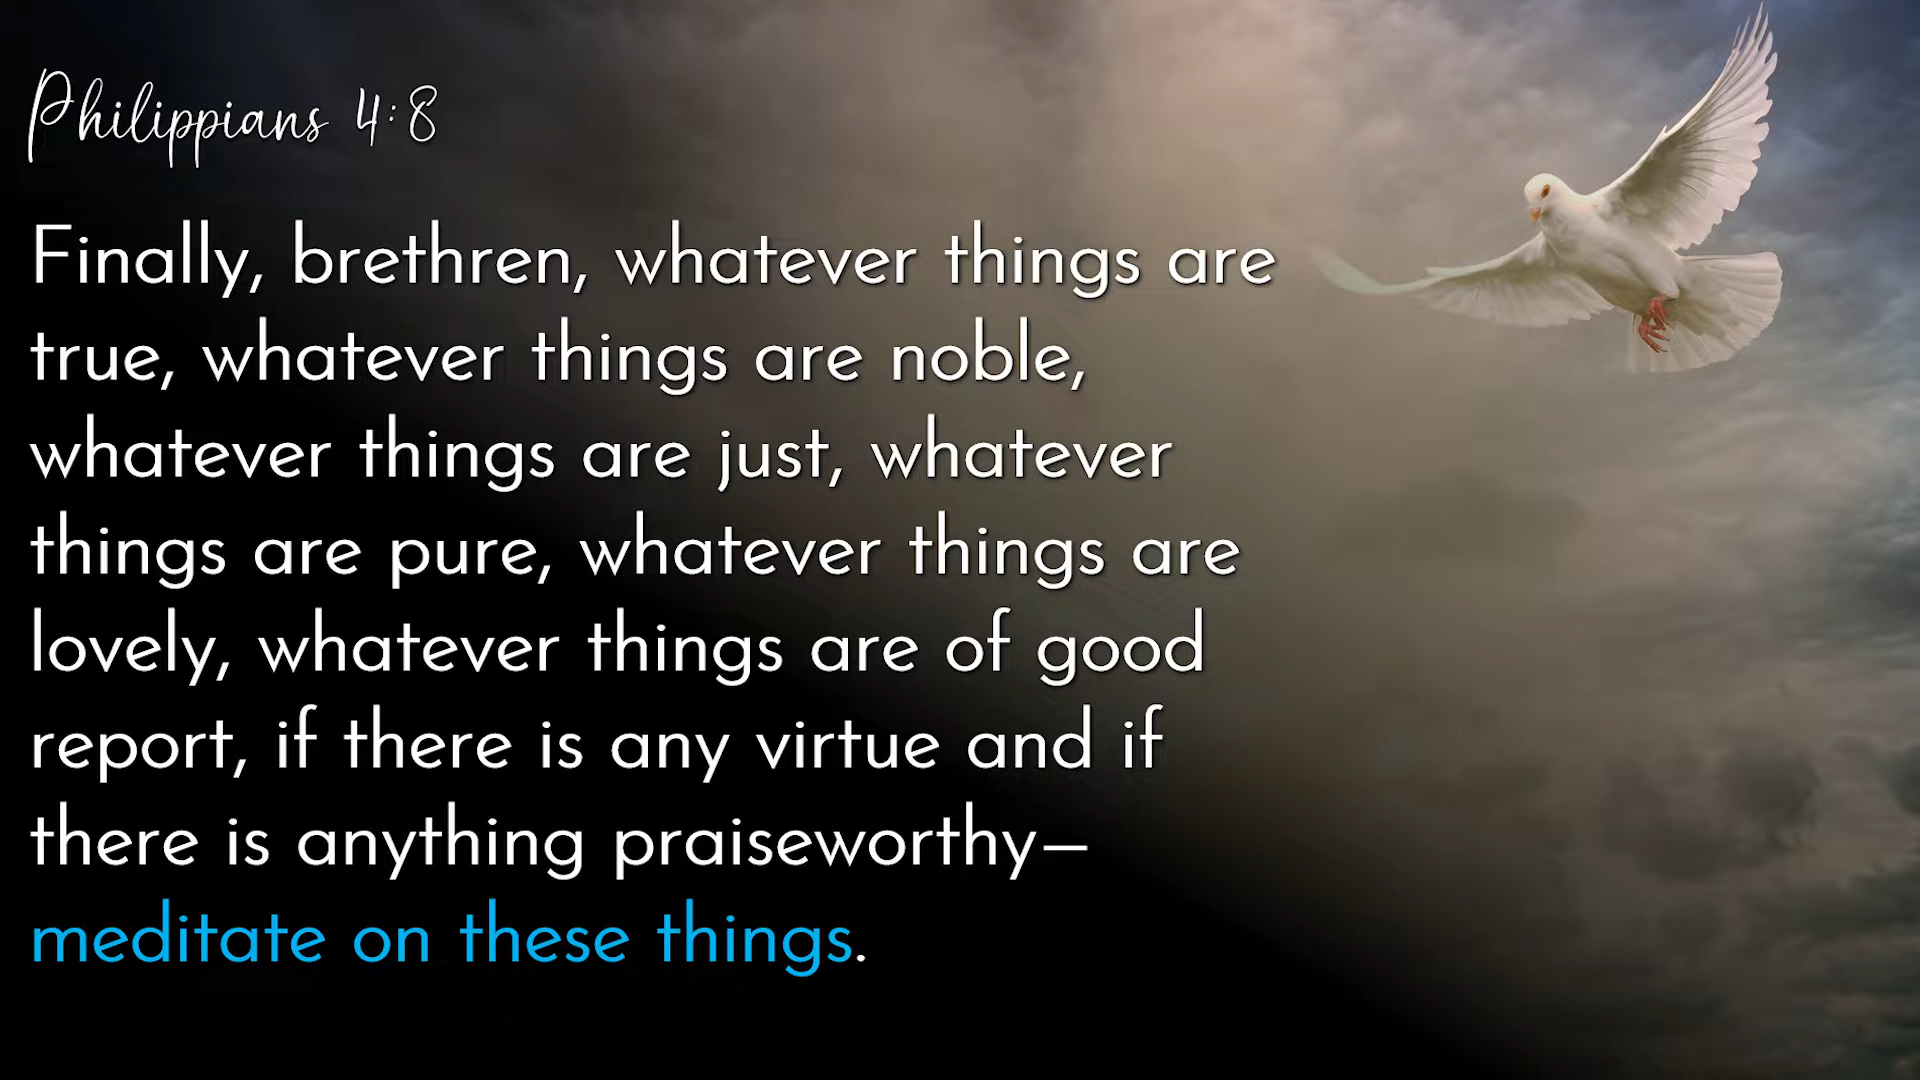 Philippians 4:8
Finally, brethren, whatever things are
true, whatever things are noble,
whatever things are just, whatever
things are pure, whatever things are
lovely, whatever things are of good
report, if there is any virtue and if
there is anything praiseworthy—
meditate on these things.